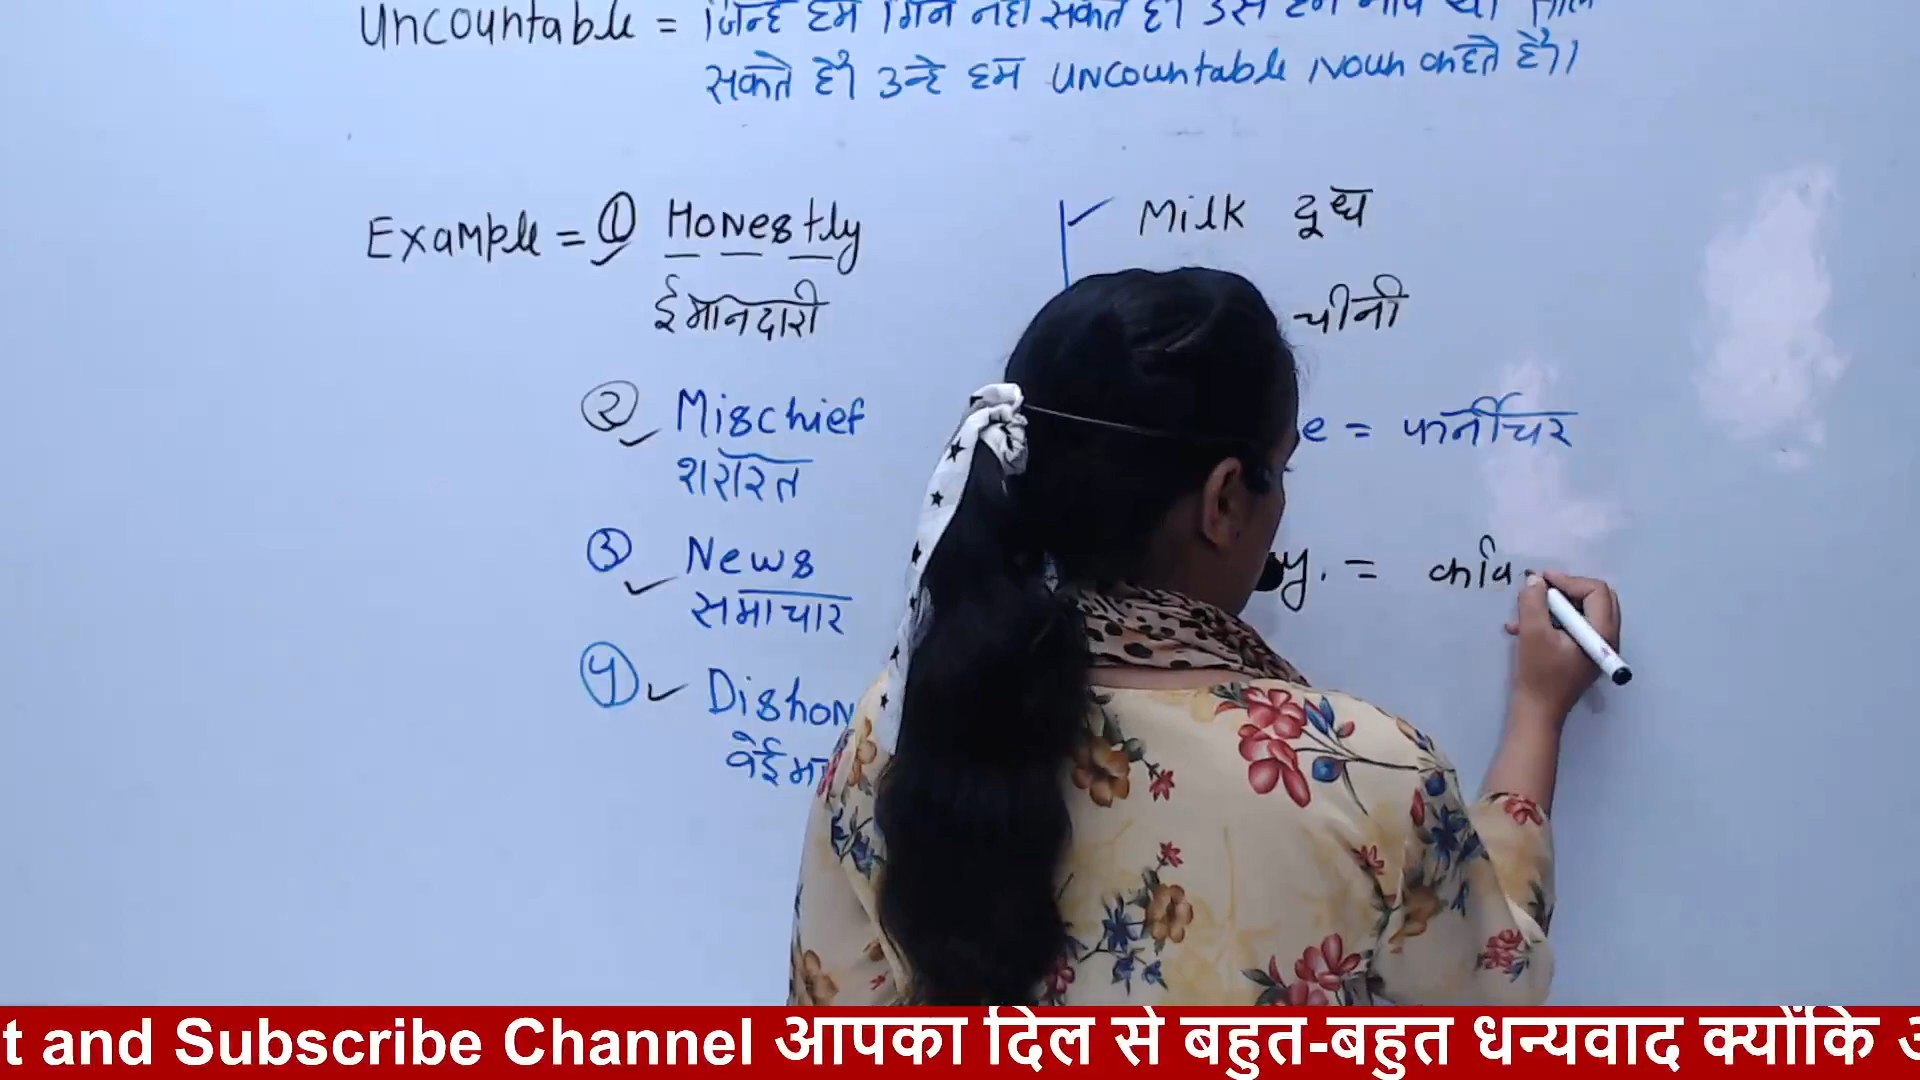 Uncountable = जिन्हे हम गिन नही सकते है। उसे हम
सकते है। उन्हे हम Uncountable Noun कहते है।।
Example = ① Honestly
ईमानदारी
② Mischief
शरारत
③ News
समाचार
④ Dishon
वेईमा
Milk दूध
चीनी
e = फर्नीचर
y. = कवि
t and Subscribe Channel आपका दिल से बहुत-बहुत धन्यवाद क्योंकि